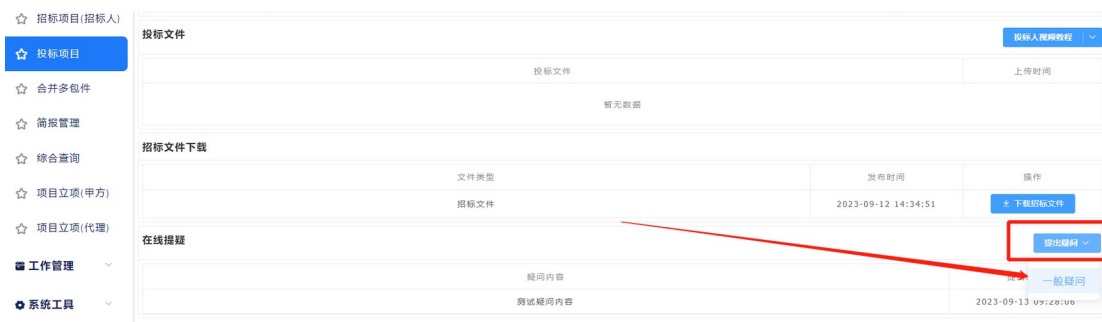 招标项目(招标人)
投标项目
合并多包件
简报管理
综合查询
项目立项(甲方)
项目立项(代理)
工作管理
系统工具
投标文件
投标人视频教程
投标文件 上传时间
暂无数据
招标文件下载
文件类型 发布时间 操作
招标文件 2023-09-12 14:34:51 下载招标文件
在线提疑
提出疑问
疑问内容
一般疑问
测试疑问内容 2023-09-13 09:28:06